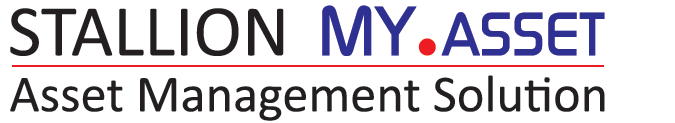 STALLION MY.ASSET
Asset Management Solution